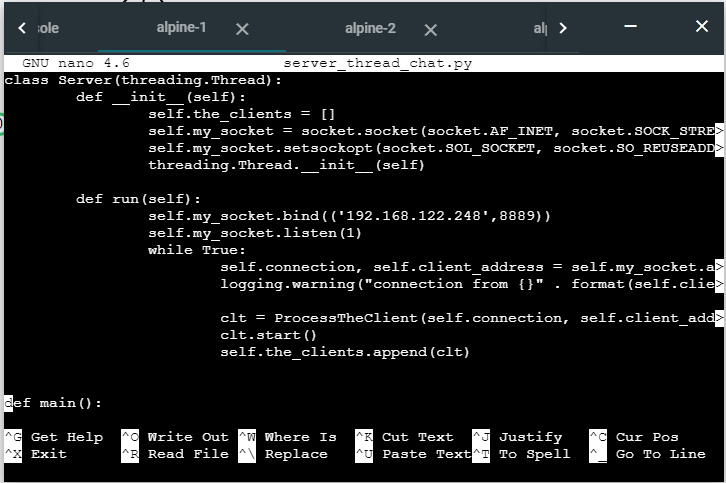 sole alpine-1 alpine-2 alp
GNU nano 4.6 server_thread_chat.py
class Server(threading.Thread):
def __init__(self):
self.the_clients = []
self.my_socket = socket.socket(socket.AF_INET, socket.SOCK_STRE>
self.my_socket.setsockopt(socket.SOL_SOCKET, socket.SO_REUSEADD>
threading.Thread.__init__(self)
def run(self):
self.my_socket.bind(('192.168.122.248',8889))
self.my_socket.listen(1)
while True:
self.connection, self.client_address = self.my_socket.a>
logging.warning("connection from {}" . format(self.clie>
clt = ProcessTheClient(self.connection, self.client_add>
clt.start()
self.the_clients.append(clt)
def main():
^G Get Help ^O Write Out ^W Where Is ^K Cut Text ^J Justify ^C Cur Pos
^X Exit ^R Read File ^\ Replace ^U Paste Text ^T To Spell ^_ Go To Line